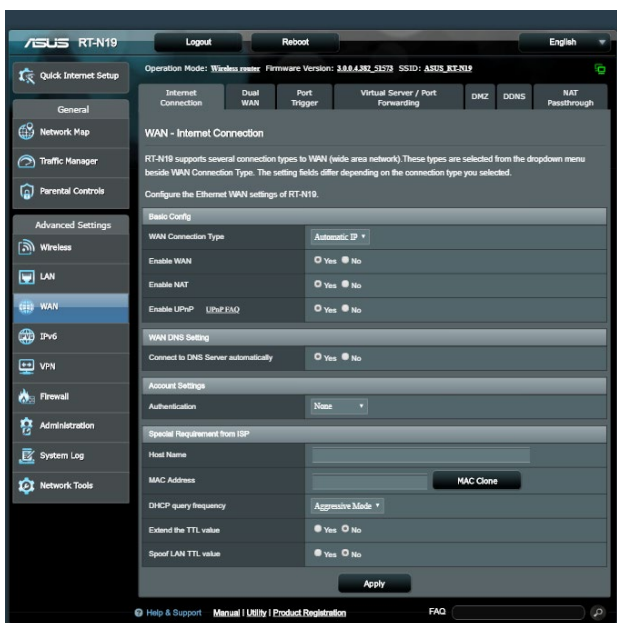 ASUS RT-N19 Logout Reboot English
Quick Internet Setup
Operation Mode: Wireless router Firmware Version: 3.0.0.4.382_51573 SSID: ASUS_RT-N19
General
Network Map
Traffic Manager
Parental Controls
Advanced Settings
Wireless
LAN
WAN
IPv6
VPN
Firewall
Administration
System Log
Network Tools
Internet Connection
Dual WAN
Port Trigger
Virtual Server / Port Forwarding
DMZ
DDNS
NAT Passthrough
WAN - Internet Connection
RT-N19 supports several connection types to WAN (wide area network).These types are selected from the dropdown menu
beside WAN Connection Type. The setting fields differ depending on the connection type you selected.
Configure the Ethernet WAN settings of RT-N19.
Basic Config
WAN Connection Type Automatic IP
Enable WAN Yes No
Enable NAT Yes No
Enable UPnP UPnP FAQ Yes No
WAN DNS Setting
Connect to DNS Server automatically Yes No
Account Settings
Authentication None
Special Requirement from ISP
Host Name
MAC Address MAC Clone
DHCP query frequency Aggressive Mode
Extend the TTL value Yes No
Spoof LAN TTL value Yes No
Apply
Help & Support Manual | Utility | Product Registration FAQ